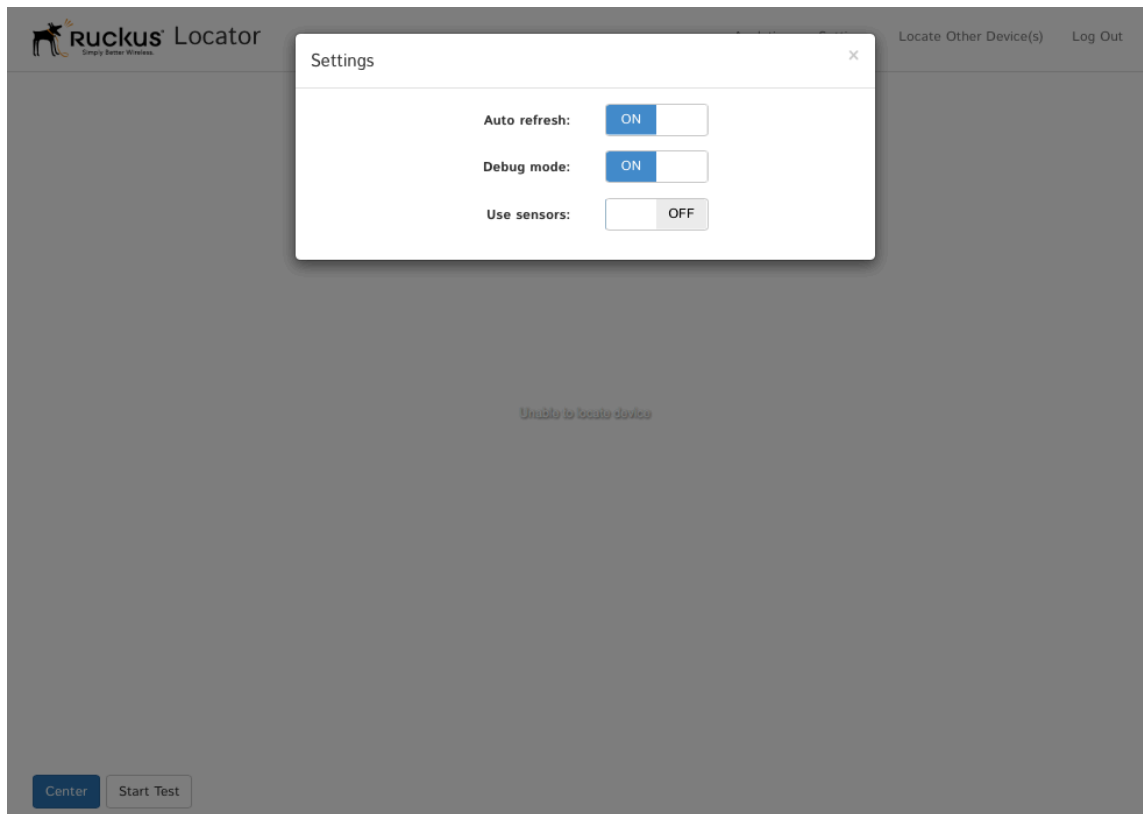 Ruckus® Locator
Simply Better Wireless.
Locate Other Device(s) Log Out
Settings ×
Auto refresh: ON
Debug mode: ON
Use sensors: OFF
Unable to locate device
Center Start Test